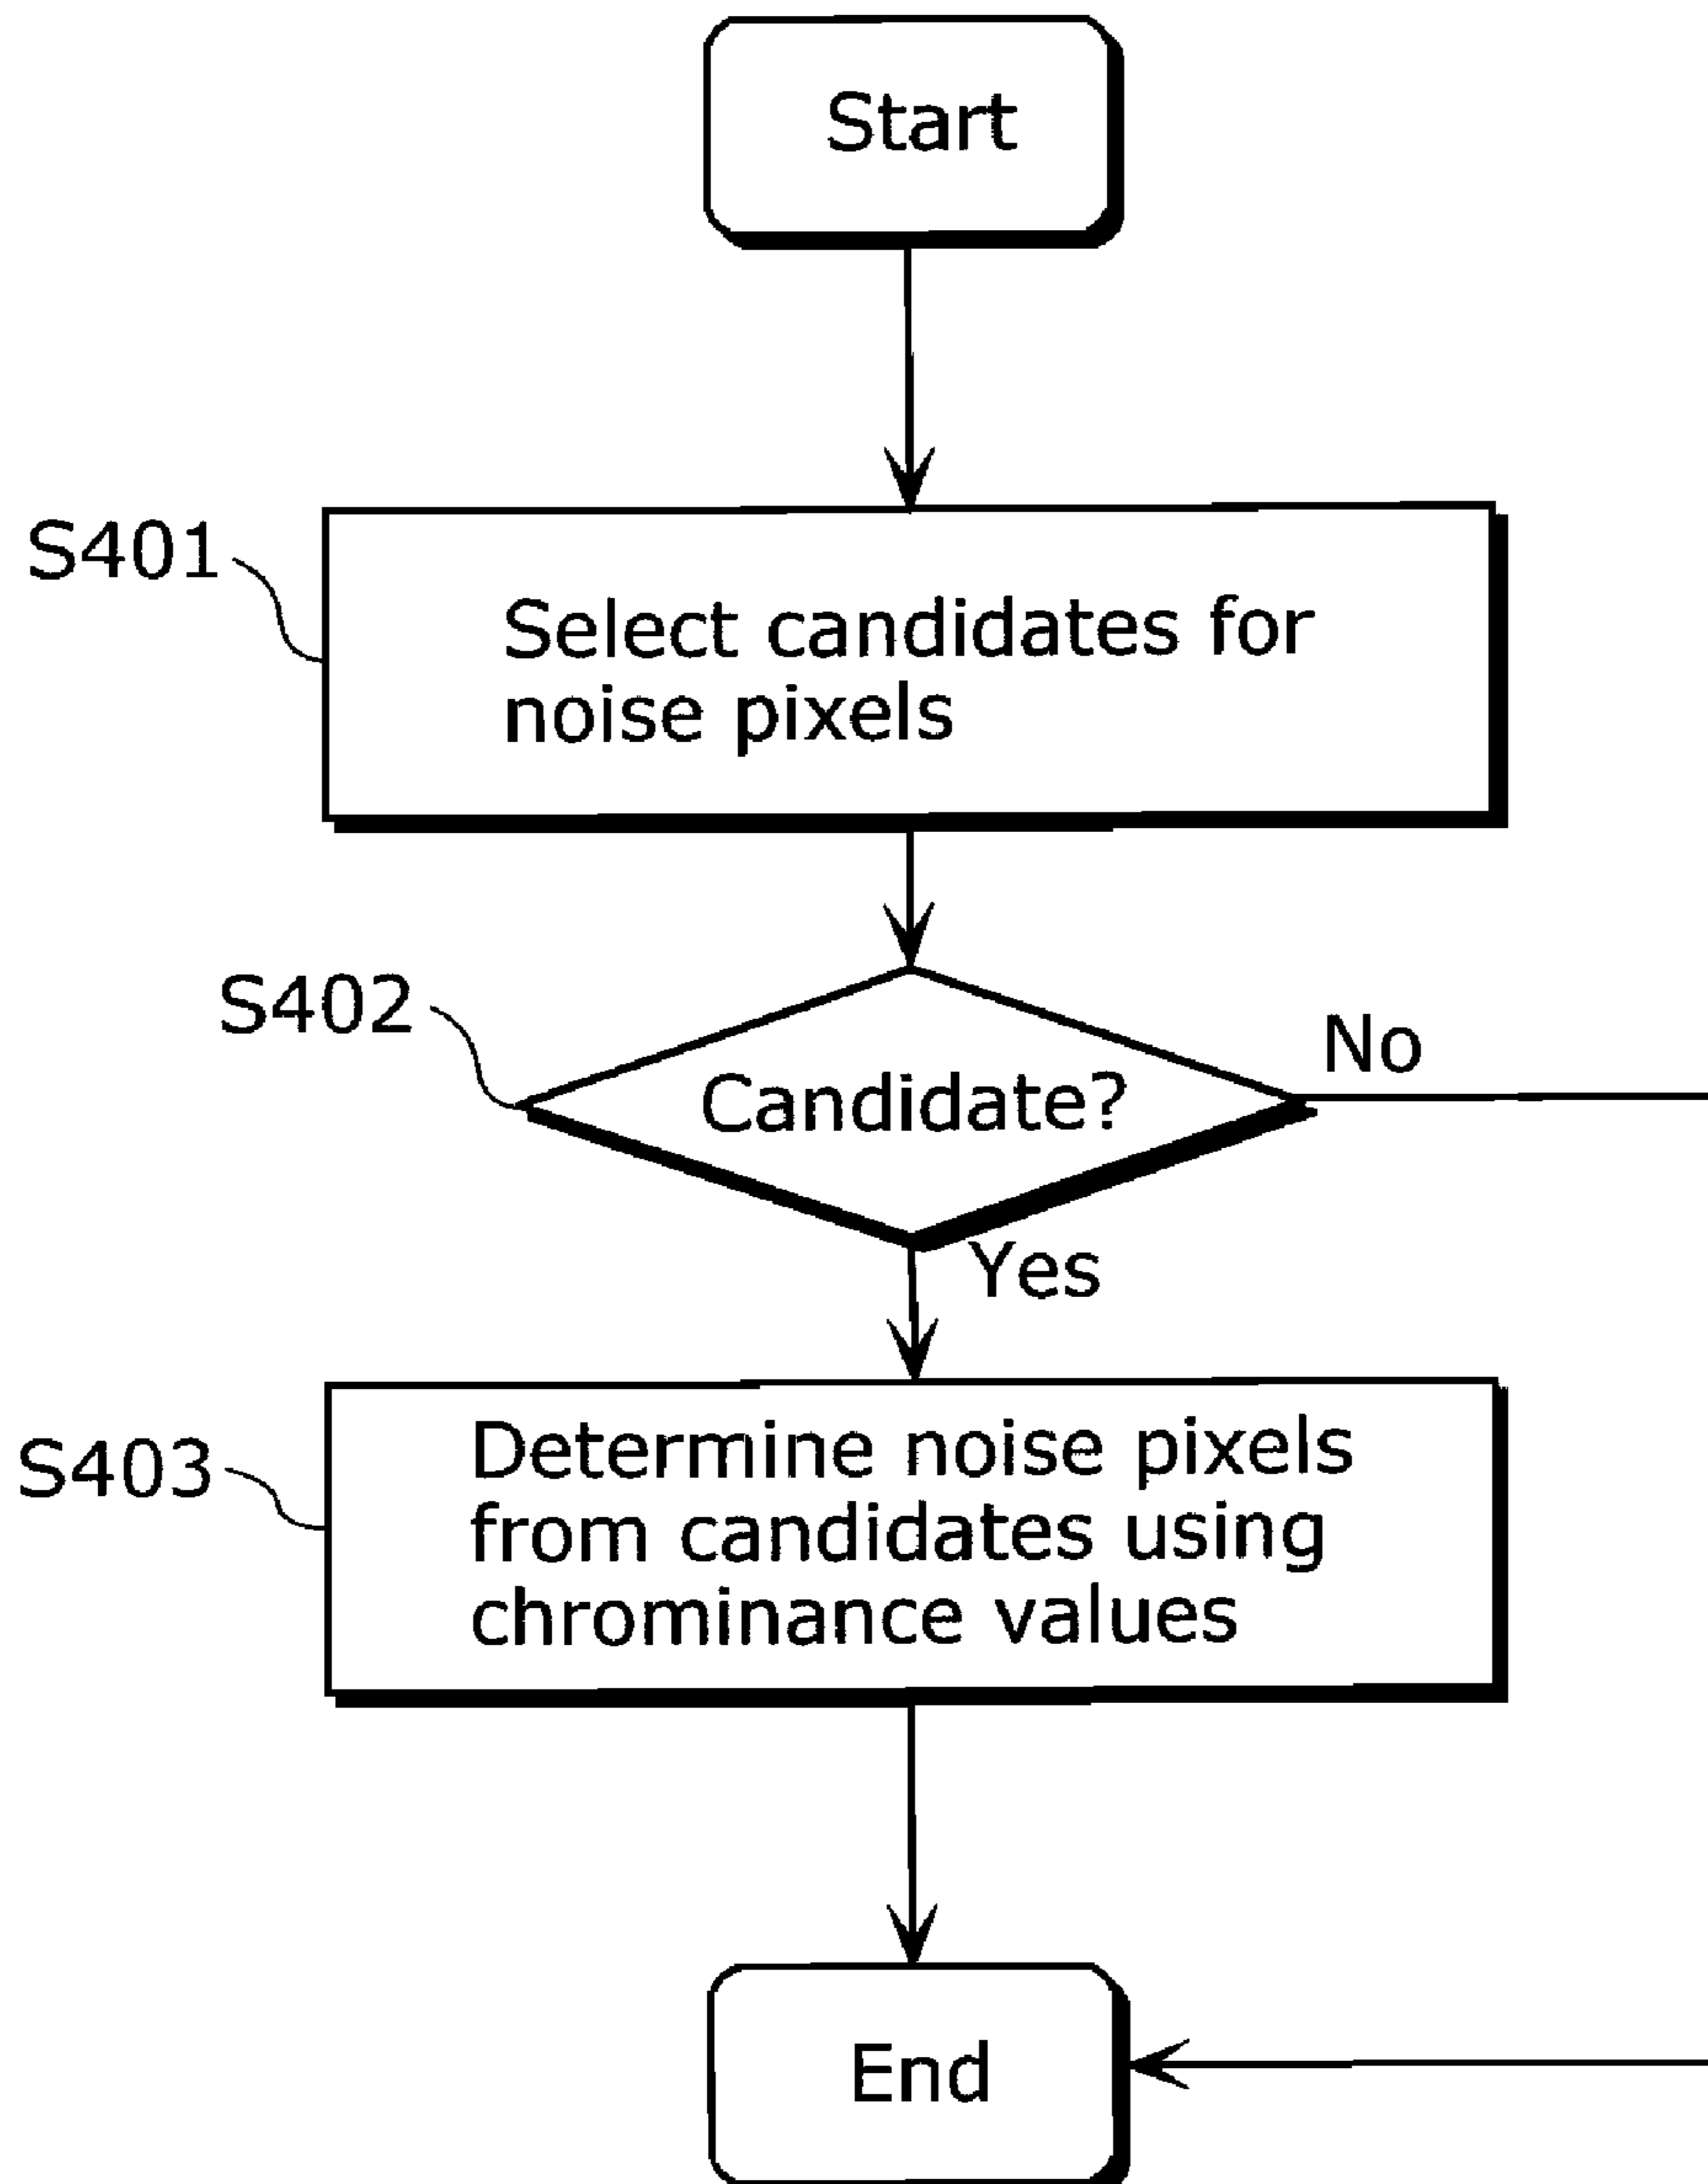 Start
S401
Select candidates for
noise pixels
S402
Candidate?
No
Yes
S403
Determine noise pixels
from candidates using
chrominance values
End